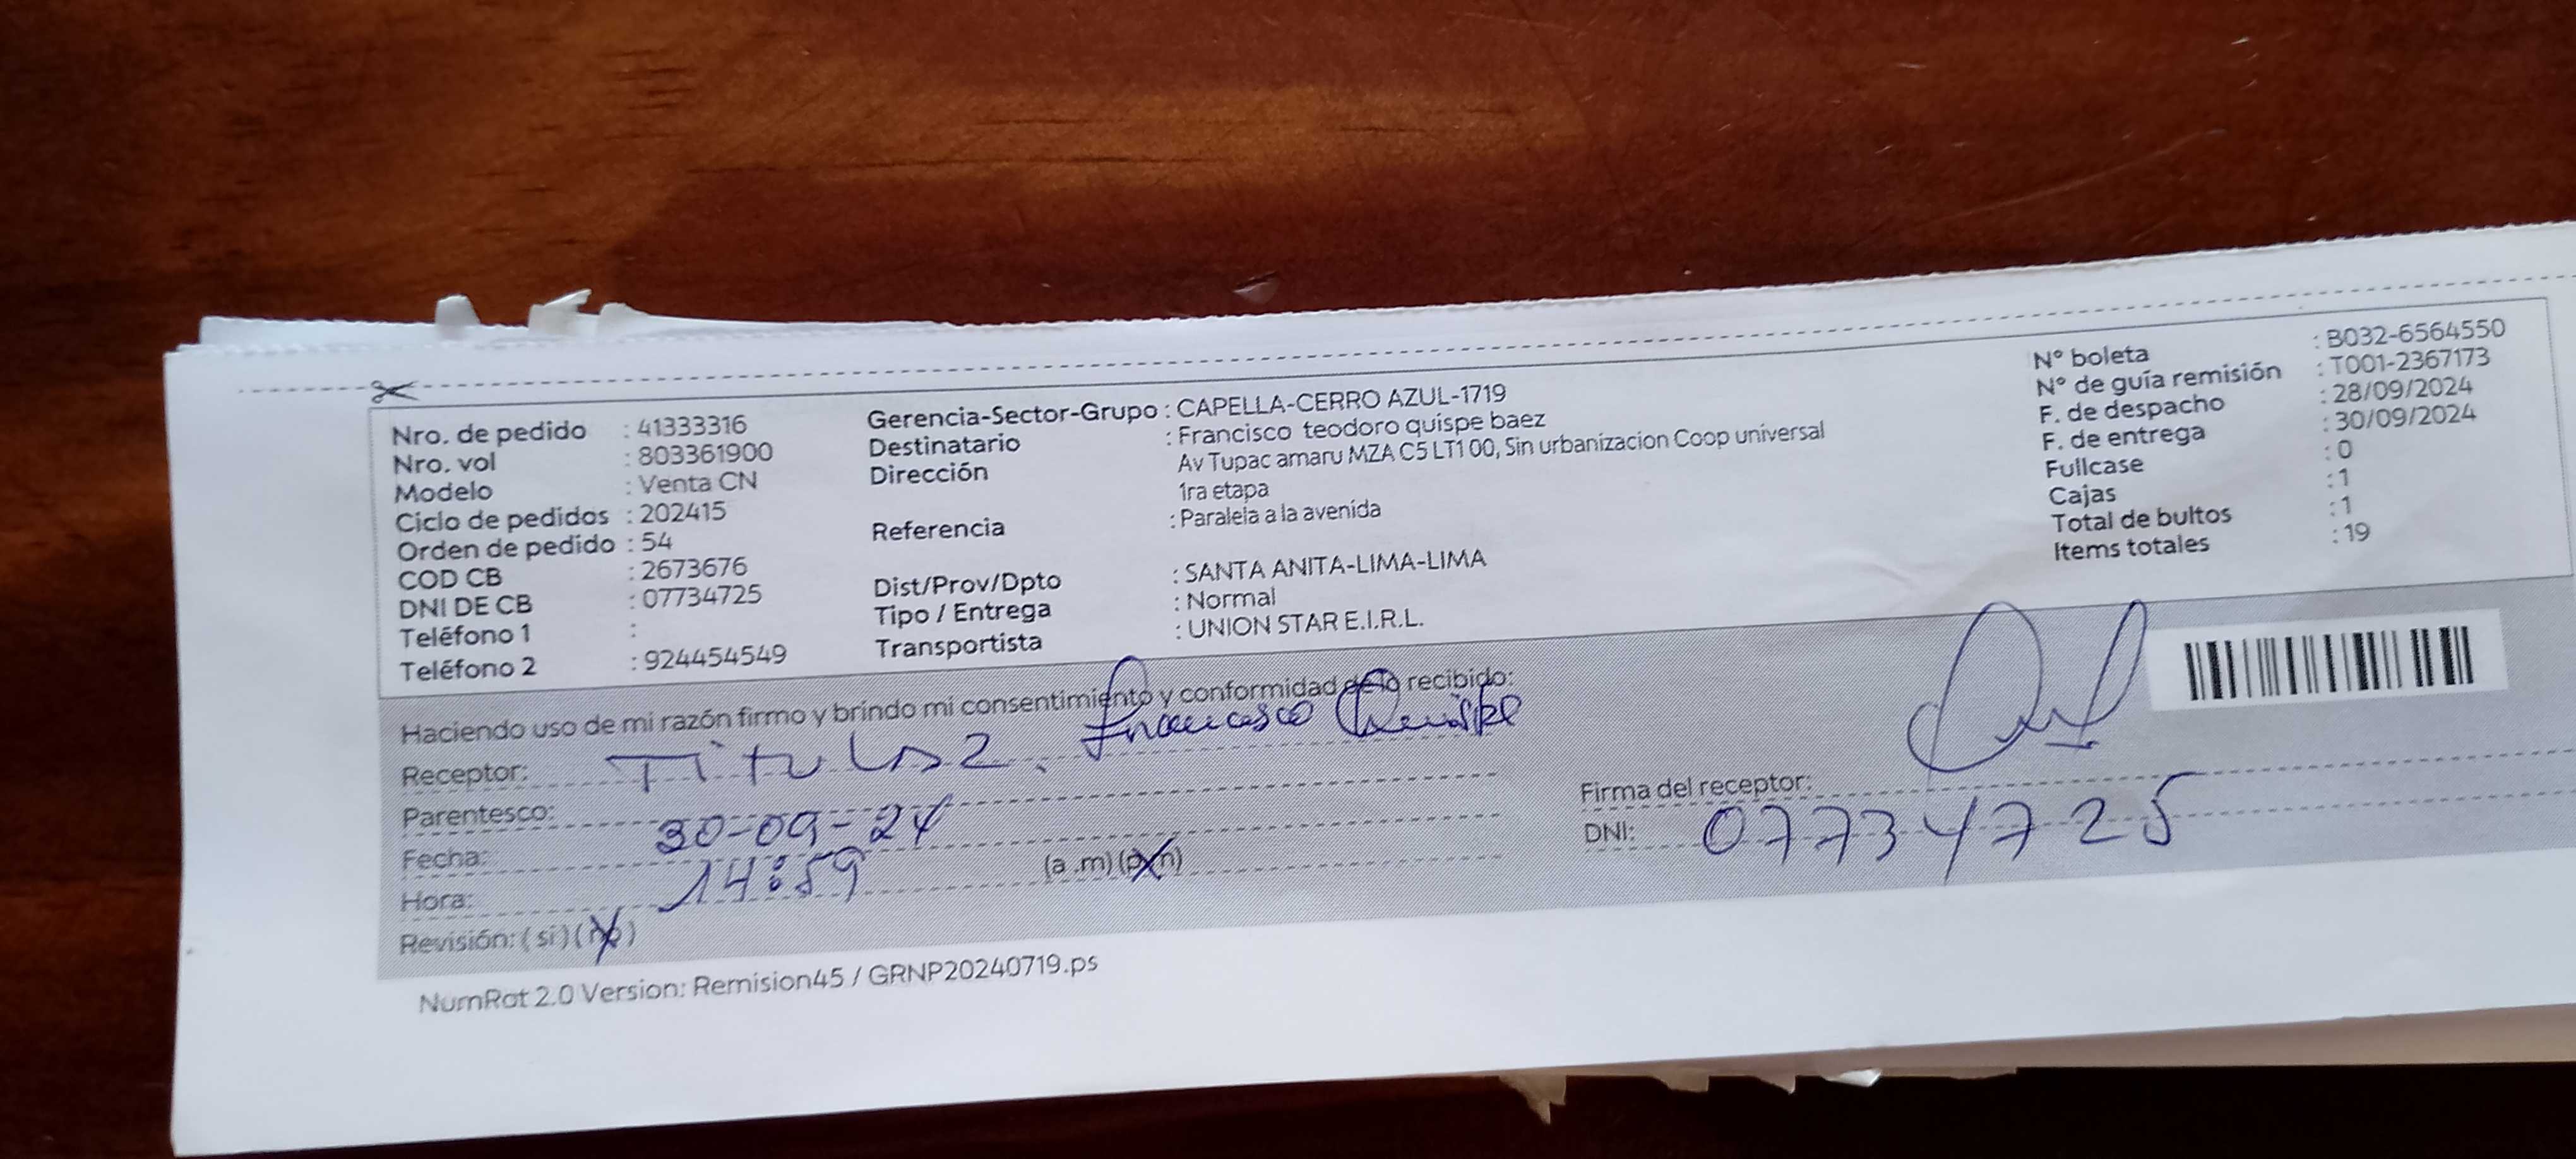 Nro. de pedido : 41333316
Nro. vol : 803361900
Modelo : Venta CN
Ciclo de pedidos : 202415
Orden de pedido : 54
COD CB : 2673676
DNI DE CB : 07734725
Teléfono 1 :
Teléfono 2 : 924454549
Gerencia-Sector-Grupo : CAPELLA-CERRO AZUL-1719
Destinatario : Francisco teodoro quispe baez
Dirección Av Tupac amaru MZA C5 LT1 00, Sin urbanizacion Coop universal
1ra etapa
Referencia : Paralela a la avenida
Dist/Prov/Dpto : SANTA ANITA-LIMA-LIMA
Tipo / Entrega : Normal
Transportista : UNION STAR E.I.R.L.
N° boleta : B032-6564550
N° de guía remisión : T001-2367173
F. de despacho : 28/09/2024
F. de entrega : 30/09/2024
Fullcase : 0
Cajas : 1
Total de bultos : 1
Items totales : 19
Haciendo uso de mi razón firmo y brindo mi consentimiento y conformidad de lo recibido:
Receptor: Titular. Francisco Quispe
Parentesco:
Fecha: 30-09-24
Hora: 14:59 (a .m) (p.m)
Revisión: ( si ) ( no )
Firma del receptor:
DNI: 07734725
NumRot 2.0 Version: Remision45 / GRNP20240719.ps